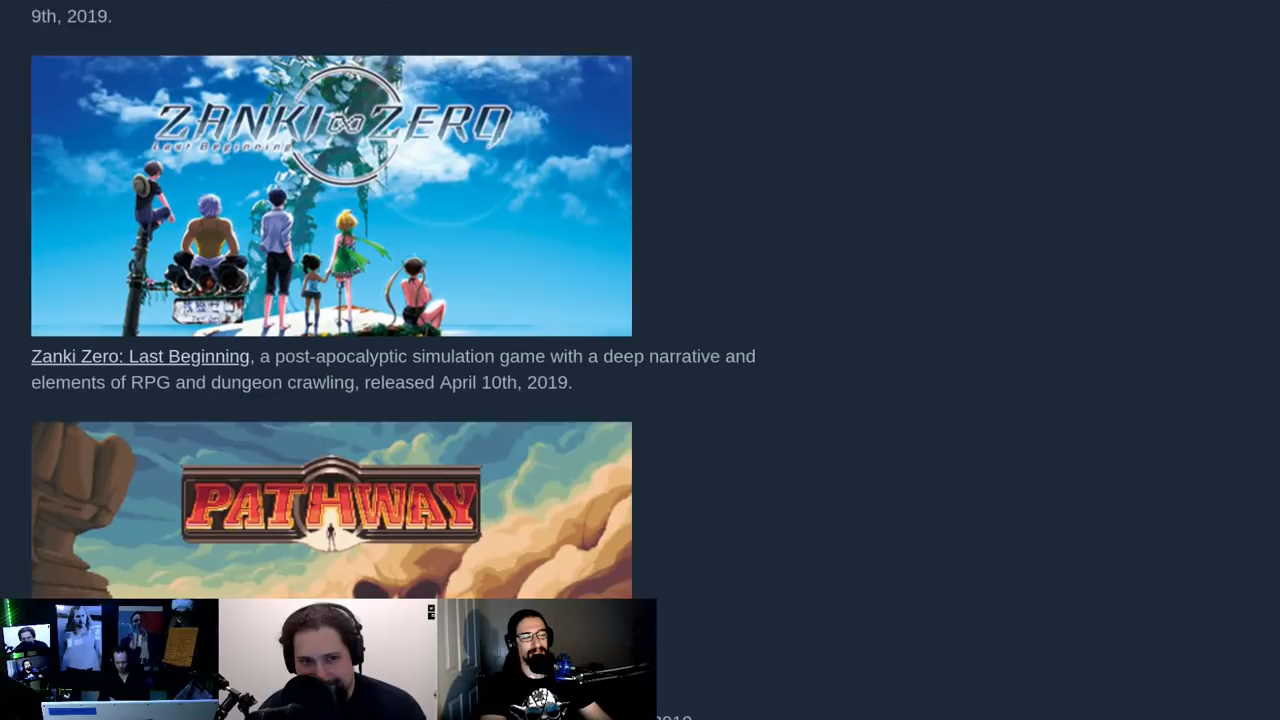 9th, 2019.
ZANKI ZERO
Last Beginning
Zanki Zero: Last Beginning, a post-apocalyptic simulation game with a deep narrative and
elements of RPG and dungeon crawling, released April 10th, 2019.
PATHWAY